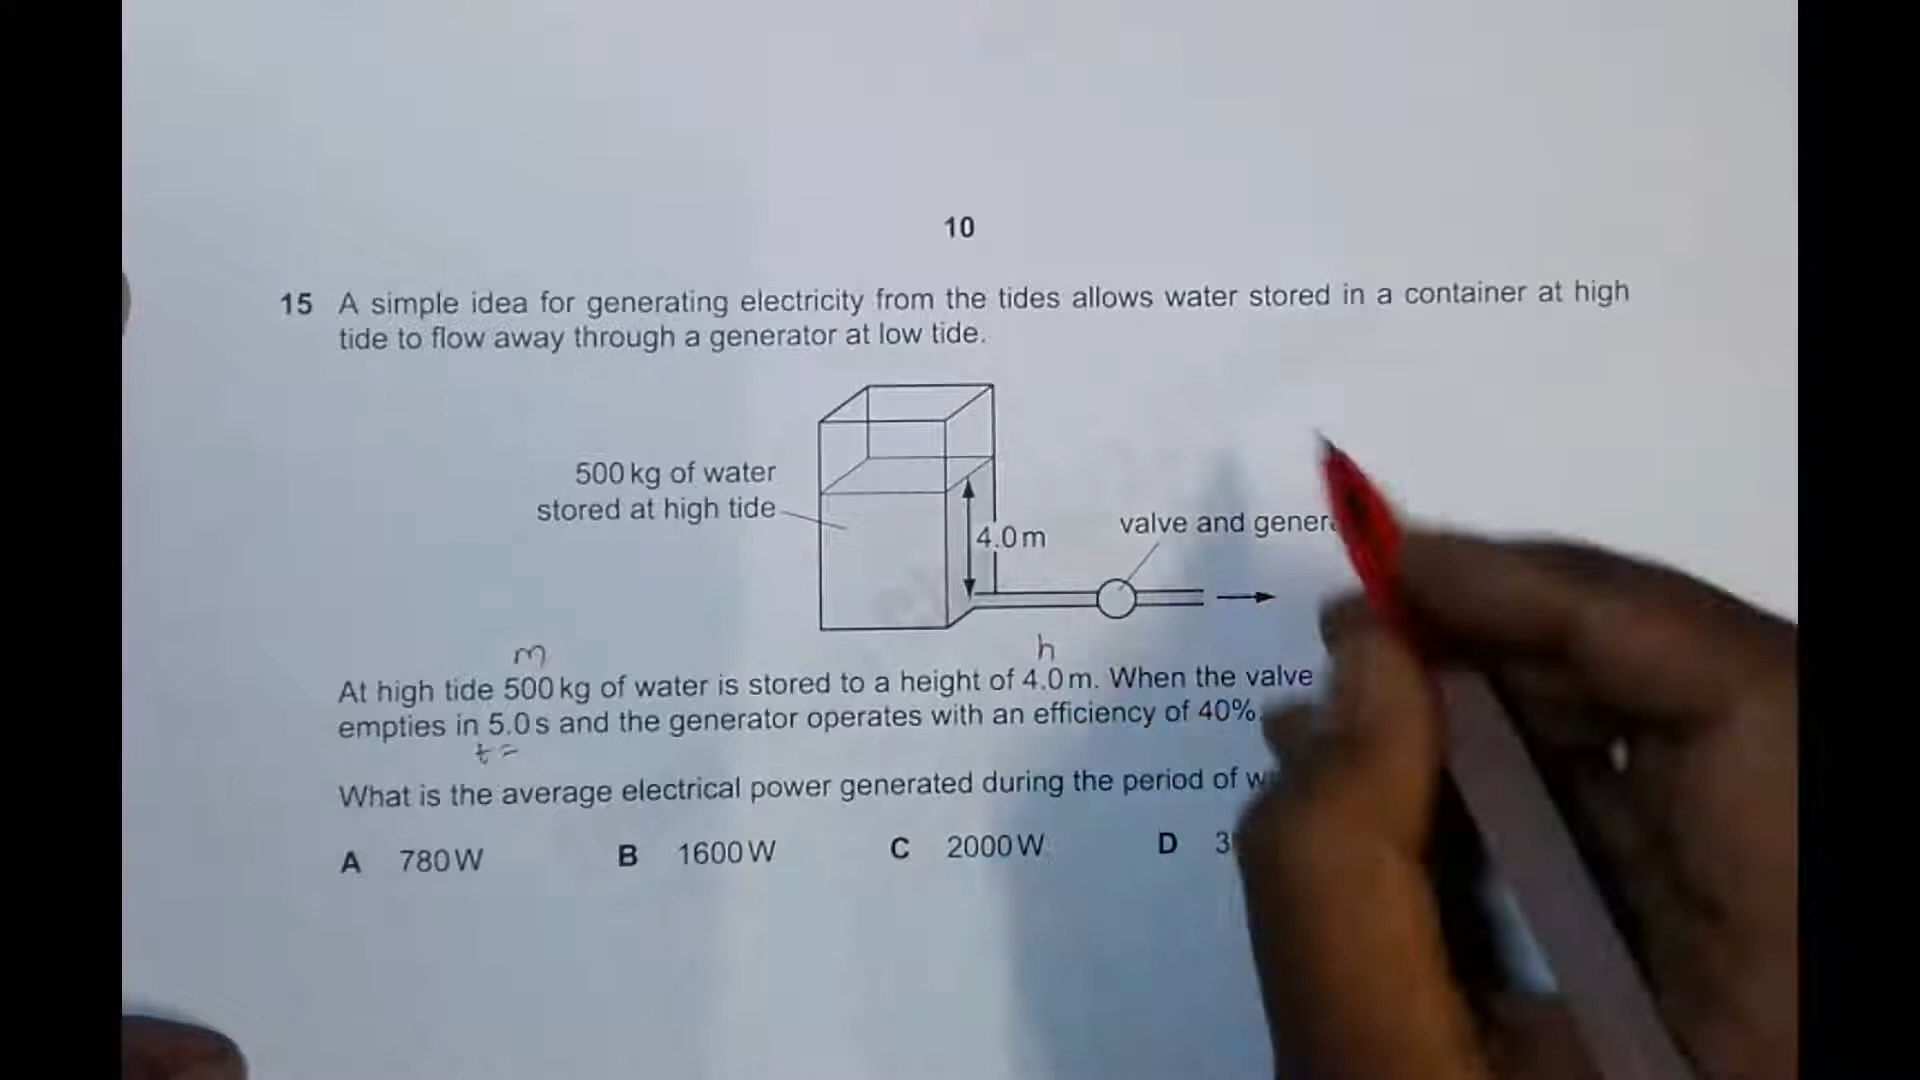 10
15 A simple idea for generating electricity from the tides allows water stored in a container at high
tide to flow away through a generator at low tide.
500 kg of water
stored at high tide
4.0 m
valve and gener
m
h
At high tide 500 kg of water is stored to a height of 4.0 m. When the valve
empties in 5.0 s and the generator operates with an efficiency of 40%.
t =
What is the average electrical power generated during the period of w
A 780 W B 1600 W C 2000 W D 3